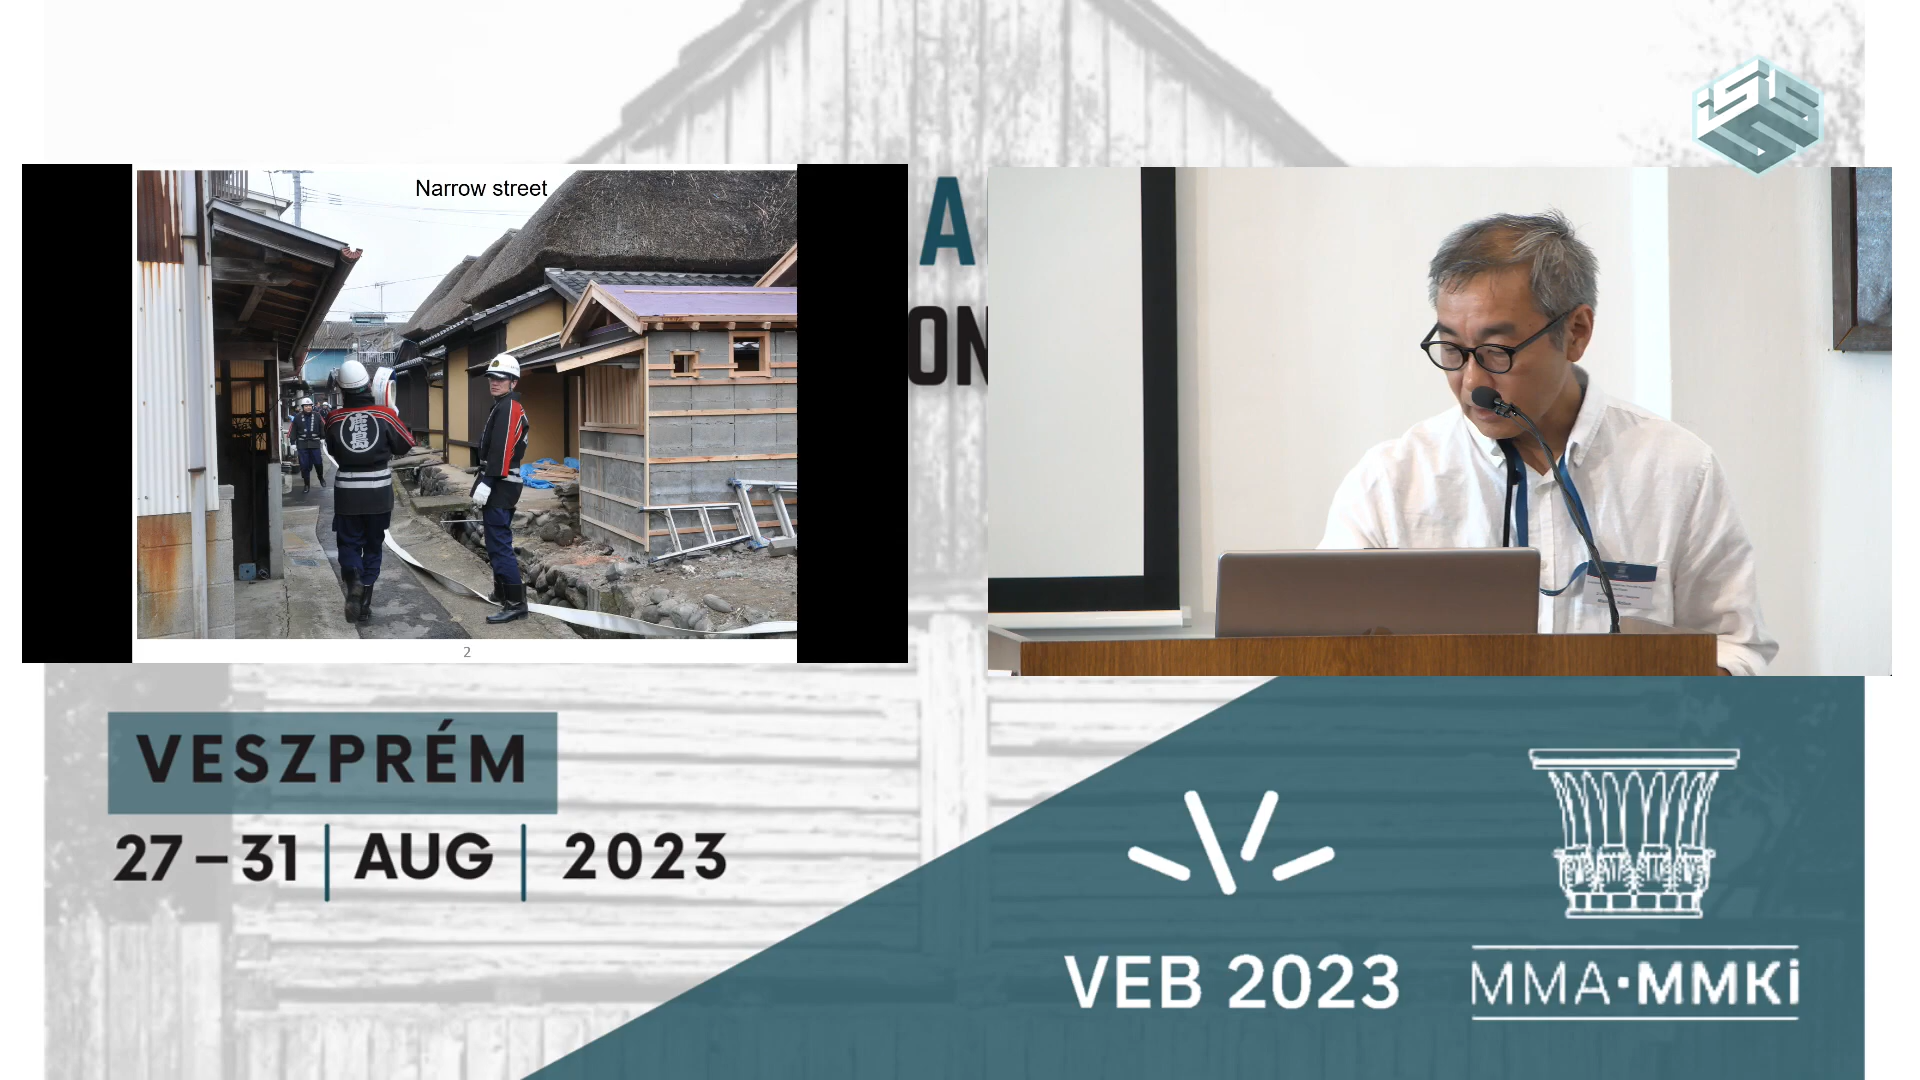 Narrow street
鹿島
2
A
ON
VESZPRÉM
27–31 | AUG | 2023
VEB 2023
MMA·MMKi